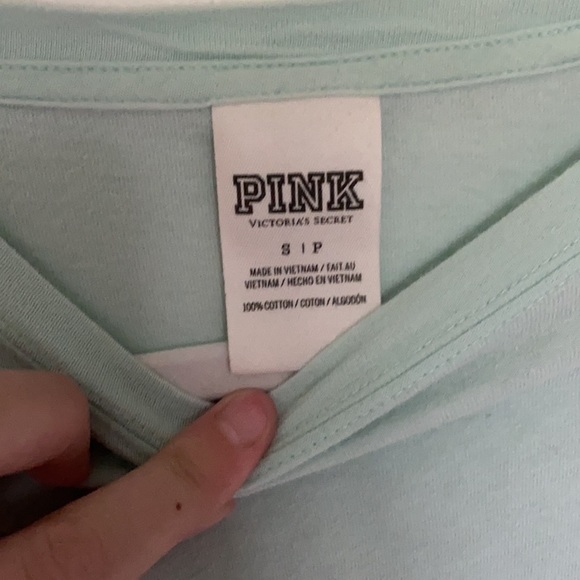 PINK
VICTORIA'S SECRET
S | P
MADE IN VIETNAM / FAIT AU
VIETNAM / HECHO EN VIETNAM
100% COTTON / COTON / ALGODÓN